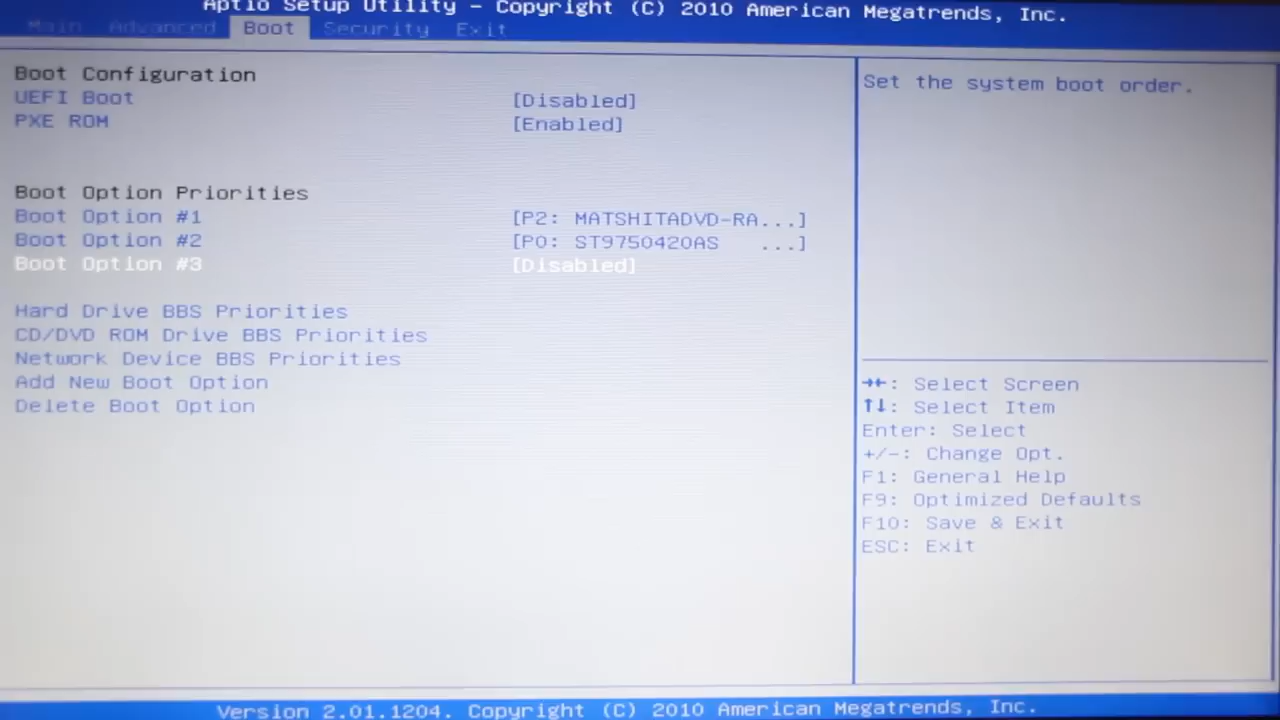 Aptio Setup Utility – Copyright (C) 2010 American Megatrends, Inc.
Main Advanced Boot Security Exit
Boot Configuration
UEFI Boot [Disabled]
PXE ROM [Enabled]
Boot Option Priorities
Boot Option #1 [P2: MATSHITADVD-RA...]
Boot Option #2 [P0: ST9750420AS ...]
Boot Option #3 [Disabled]
Hard Drive BBS Priorities
CD/DVD ROM Drive BBS Priorities
Network Device BBS Priorities
Add New Boot Option
Delete Boot Option
Set the system boot order.
→←: Select Screen
↑↓: Select Item
Enter: Select
+/-: Change Opt.
F1: General Help
F9: Optimized Defaults
F10: Save & Exit
ESC: Exit
Version 2.01.1204. Copyright (C) 2010 American Megatrends, Inc.